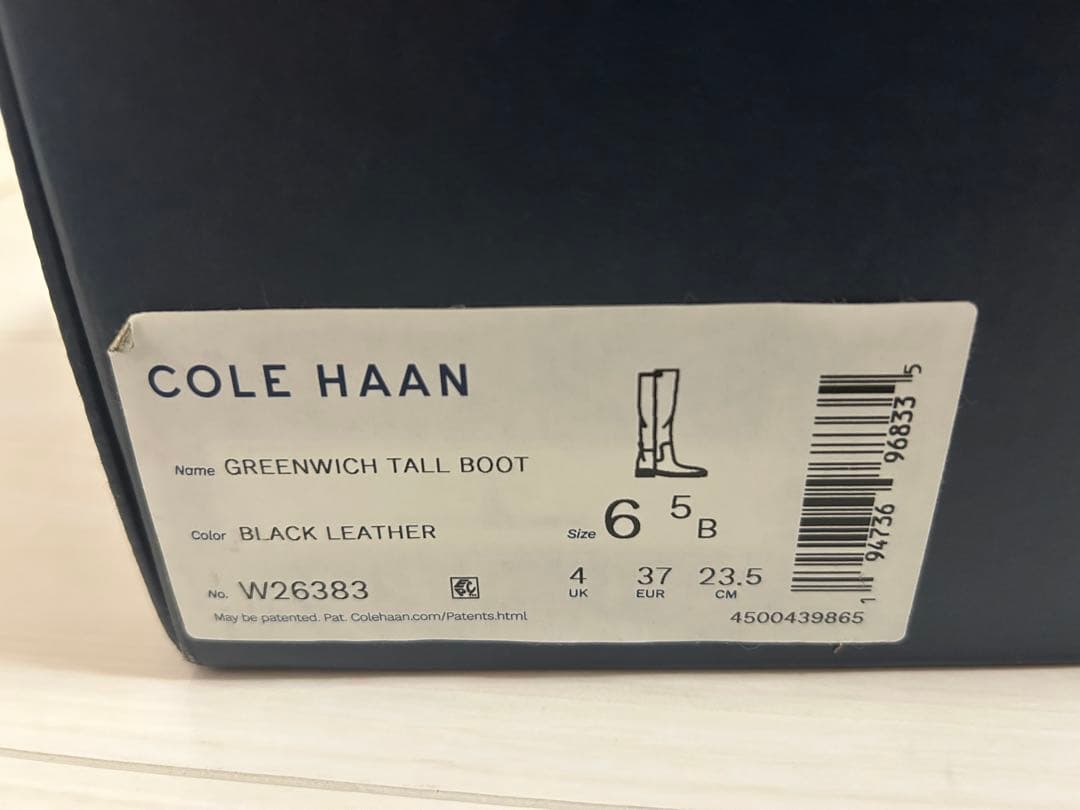 COLE HAAN
Name GREENWICH TALL BOOT
Color BLACK LEATHER
Size 6 5 B
No. W26383
4 37 23.5
UK EUR CM
May be patented. Pat. Colehaan.com/Patents.html
4500439865
1 94736 96833 5